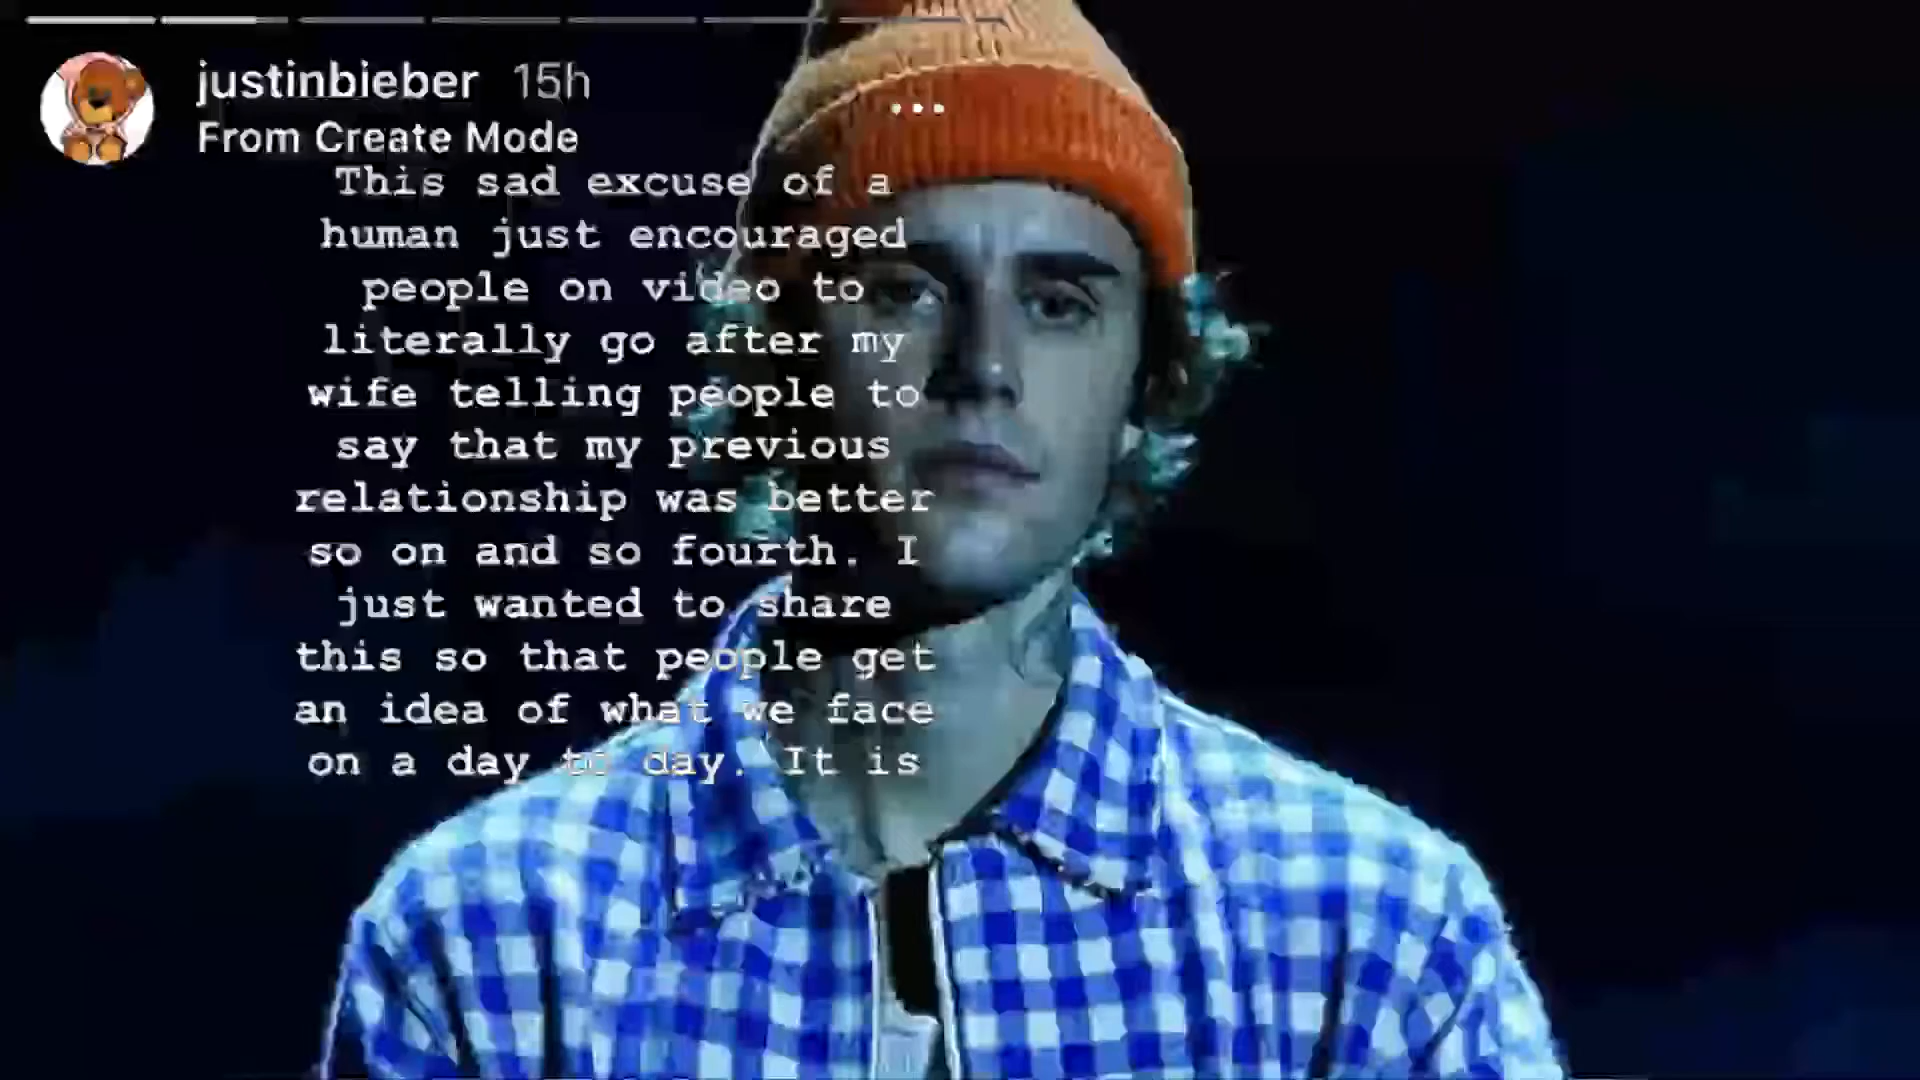 justinbieber 15h
From Create Mode
This sad excuse of a
human just encouraged
people on video to
literally go after my
wife telling people to
say that my previous
relationship was better
so on and so fourth. I
just wanted to share
this so that people get
an idea of what we face
on a day to day. It is